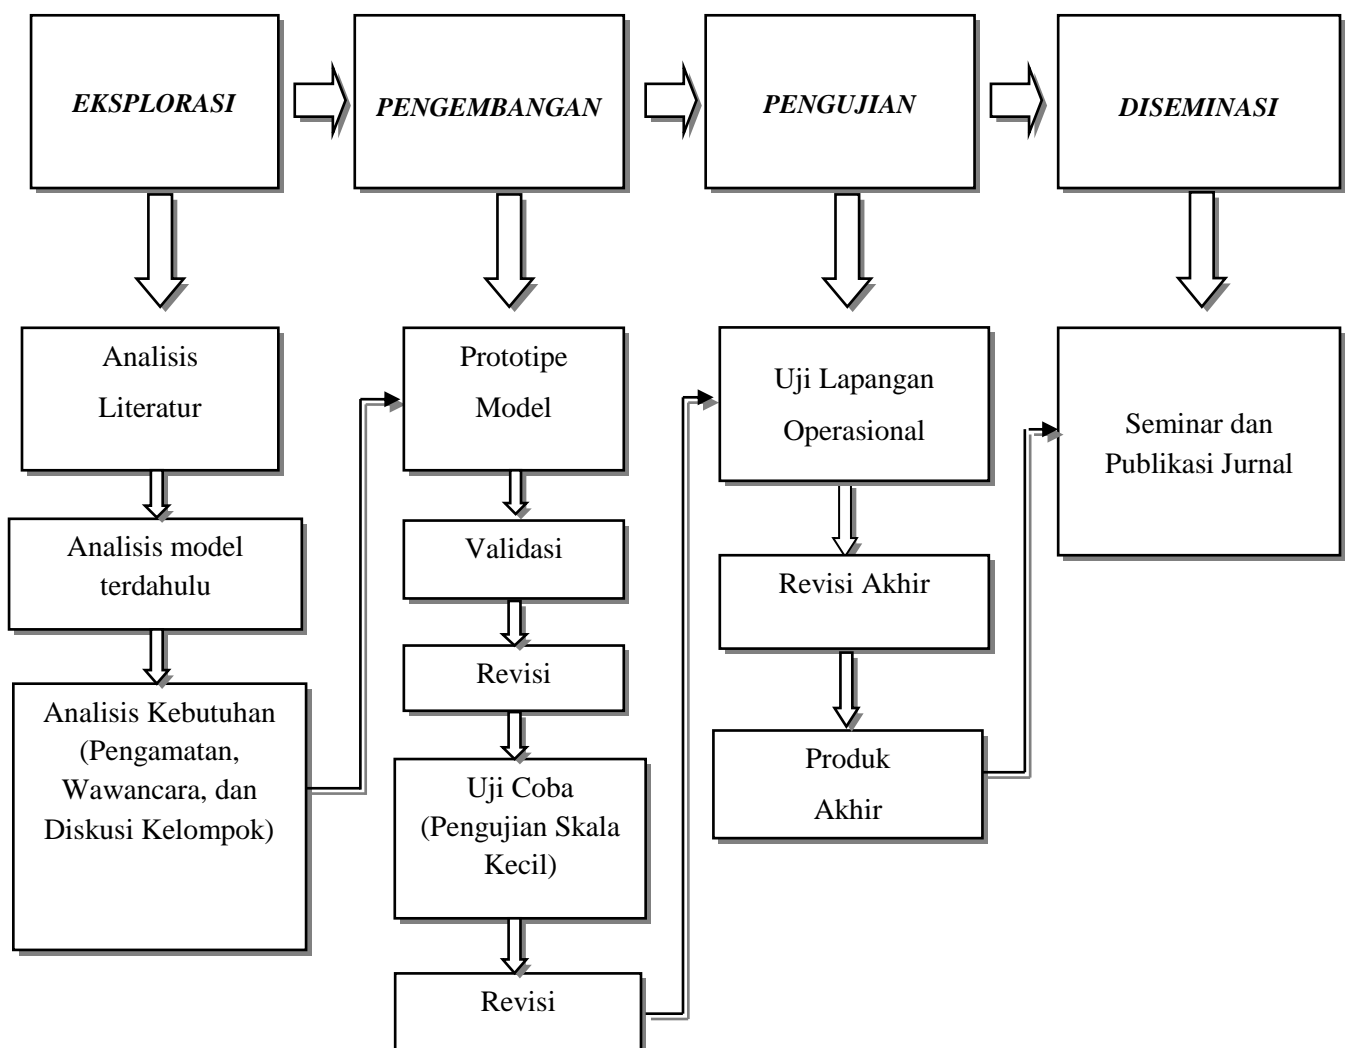 EKSPLORASI
PENGEMBANGAN
PENGUJIAN
DISEMINASI
Analisis
Literatur
Analisis model
terdahulu
Analisis Kebutuhan
(Pengamatan,
Wawancara, dan
Diskusi Kelompok)
Prototipe
Model
Validasi
Revisi
Uji Coba
(Pengujian Skala
Kecil)
Revisi
Uji Lapangan
Operasional
Revisi Akhir
Produk
Akhir
Seminar dan
Publikasi Jurnal